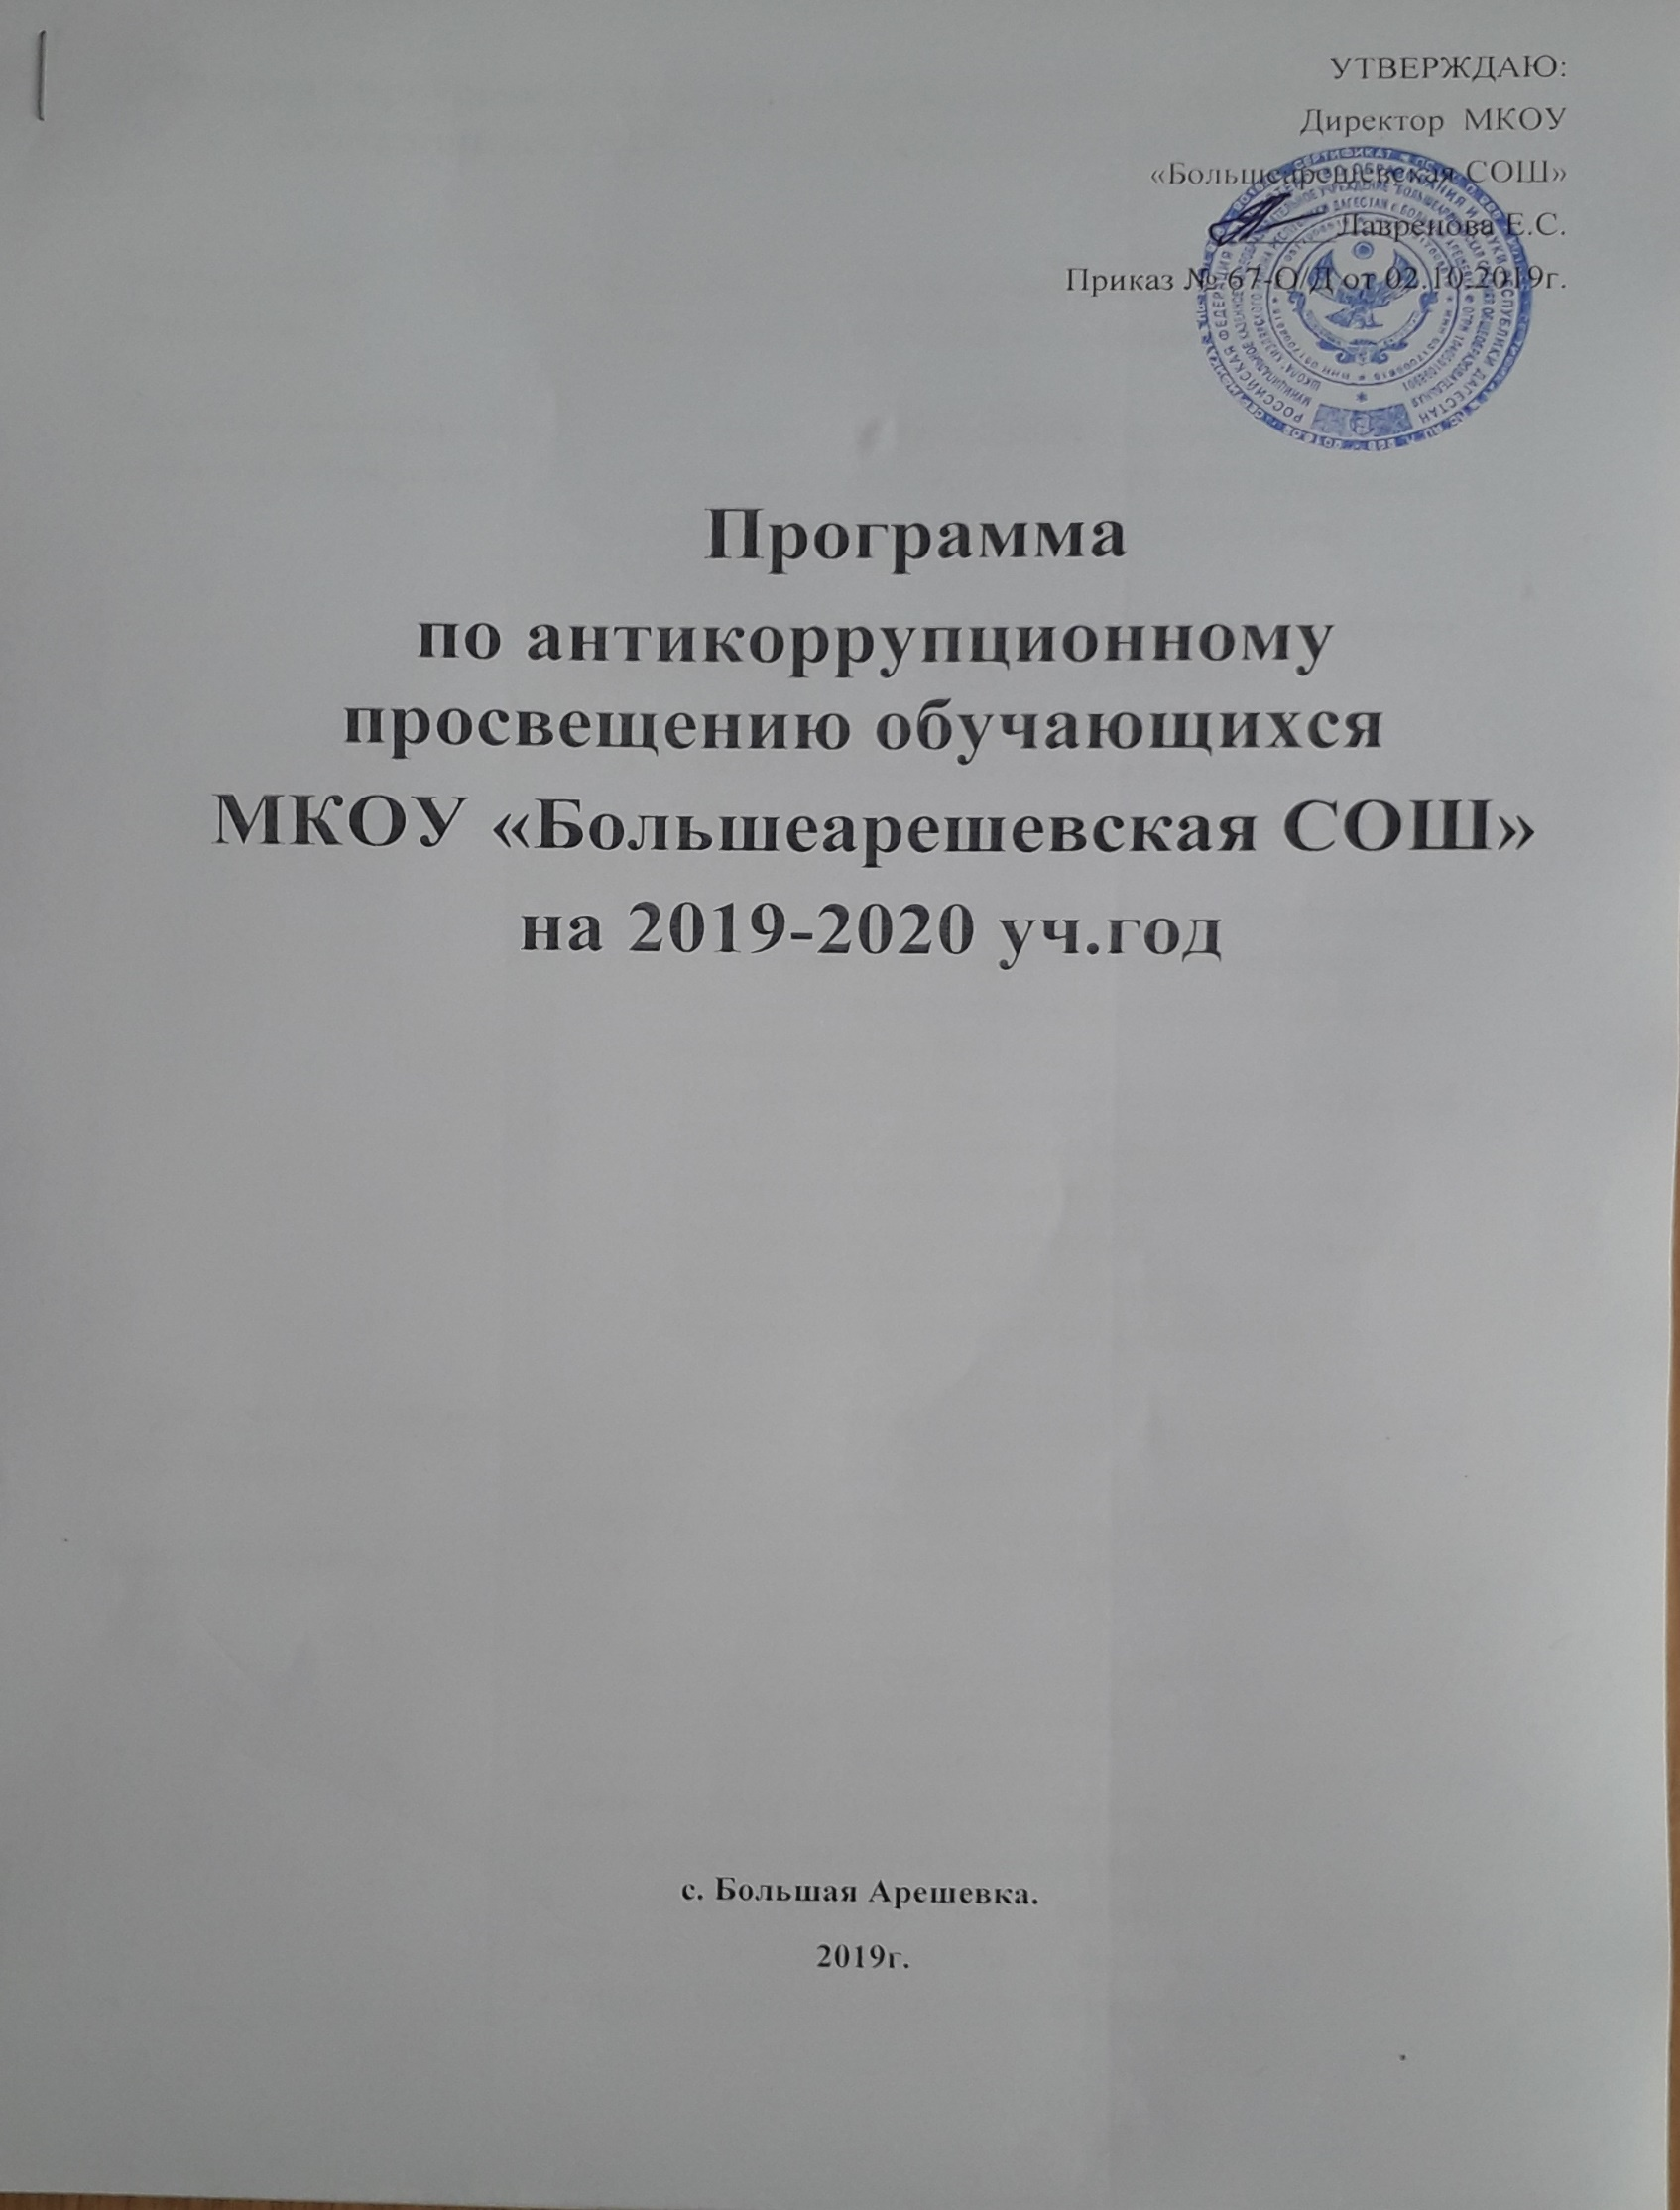 УТВЕРЖДАЮ:
Директор МКОУ
«Большеарешевская СОШ»
Лавренова Е.С.
Приказ № 67-О/Д от 02.10.2019г.
Программа
по антикоррупционному
просвещению обучающихся
МКОУ «Большеарешевская СОШ»
на 2019-2020 уч.год
с. Большая Арешевка.
2019г.